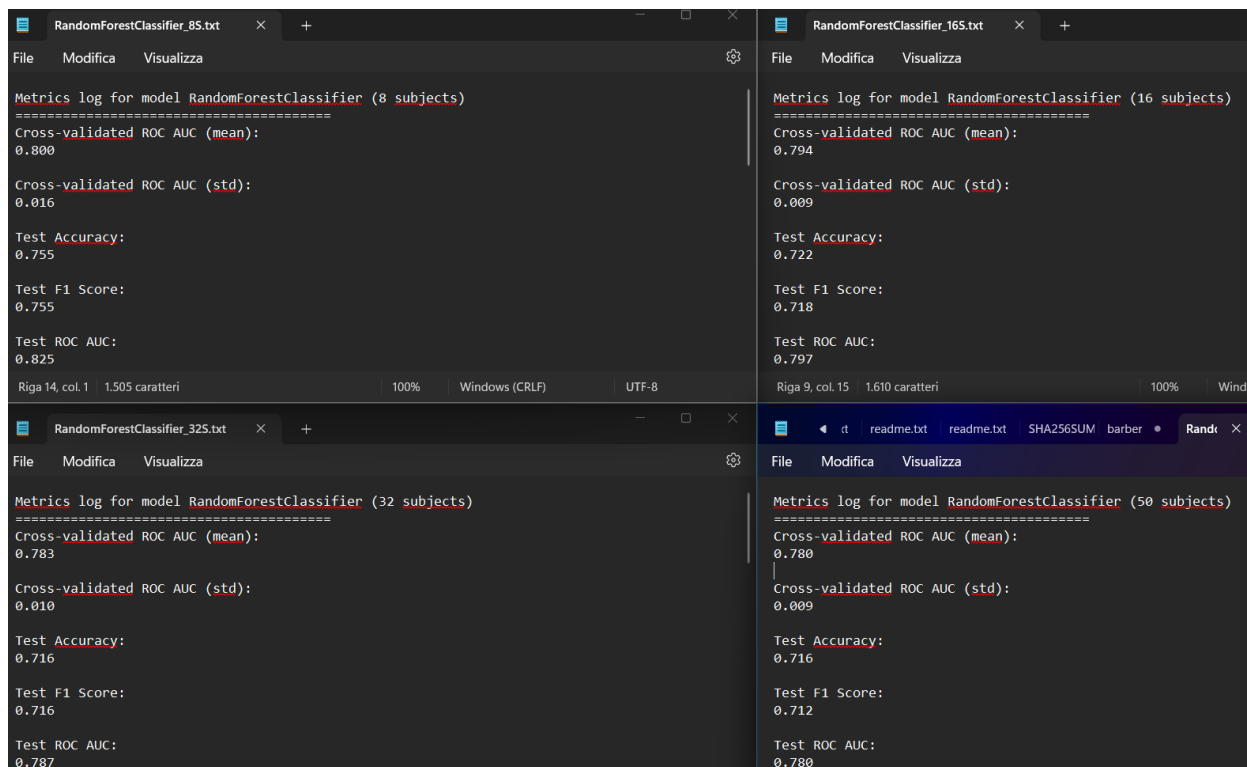 RandomForestClassifier_8S.txt
File Modifica Visualizza
Metrics log for model RandomForestClassifier (8 subjects)
========================================
Cross-validated ROC AUC (mean):
0.800
Cross-validated ROC AUC (std):
0.016
Test Accuracy:
0.755
Test F1 Score:
0.755
Test ROC AUC:
0.825
Riga 14, col. 1 1.505 caratteri 100% Windows (CRLF) UTF-8
RandomForestClassifier_16S.txt
File Modifica Visualizza
Metrics log for model RandomForestClassifier (16 subjects)
========================================
Cross-validated ROC AUC (mean):
0.794
Cross-validated ROC AUC (std):
0.009
Test Accuracy:
0.722
Test F1 Score:
0.718
Test ROC AUC:
0.797
Riga 9, col. 15 1.610 caratteri 100% Wind
RandomForestClassifier_32S.txt
File Modifica Visualizza
Metrics log for model RandomForestClassifier (32 subjects)
========================================
Cross-validated ROC AUC (mean):
0.783
Cross-validated ROC AUC (std):
0.010
Test Accuracy:
0.716
Test F1 Score:
0.716
Test ROC AUC:
0.787
readme.txt readme.txt SHA256SUM barber
File Modifica Visualizza
Metrics log for model RandomForestClassifier (50 subjects)
========================================
Cross-validated ROC AUC (mean):
0.780
Cross-validated ROC AUC (std):
0.009
Test Accuracy:
0.716
Test F1 Score:
0.712
Test ROC AUC:
0.780